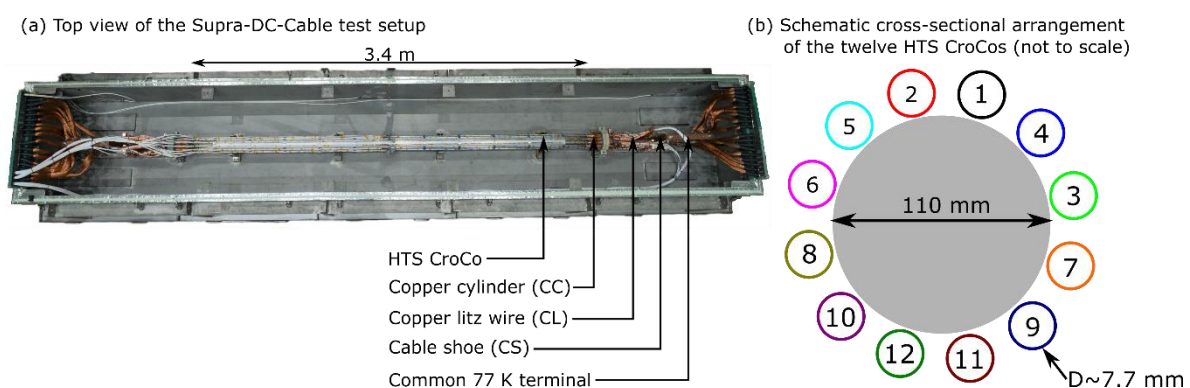 (a) Top view of the Supra-DC-Cable test setup
3.4 m
HTS CroCo
Copper cylinder (CC)
Copper litz wire (CL)
Cable shoe (CS)
Common 77 K terminal
(b) Schematic cross-sectional arrangement
of the twelve HTS CroCos (not to scale)
2 1
5 4
6 3
110 mm
8 7
10 9
12 11
D~7.7 mm